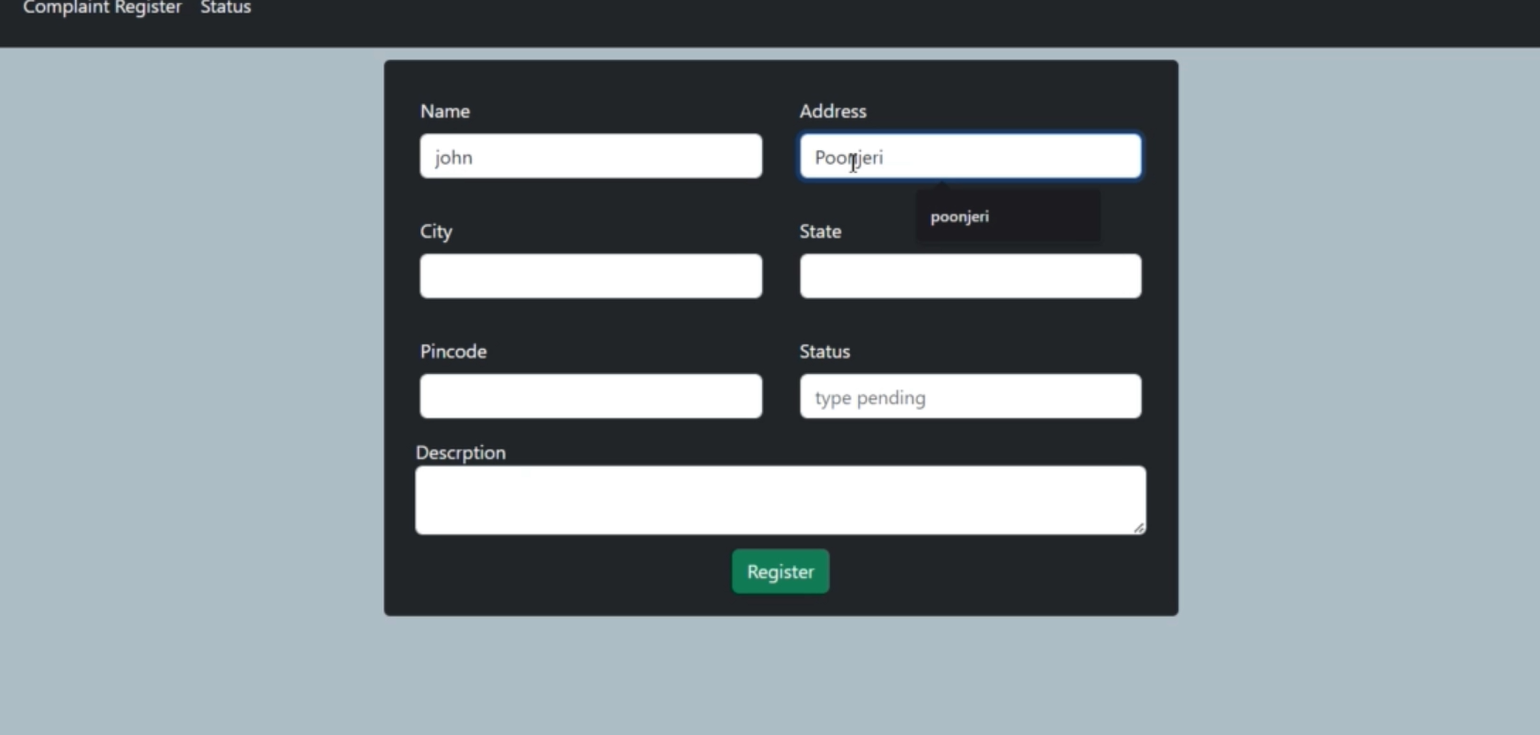 Complaint Register Status
Name Address
john Poonjeri
poonjeri
City State
Pincode Status
type pending
Descrption
Register